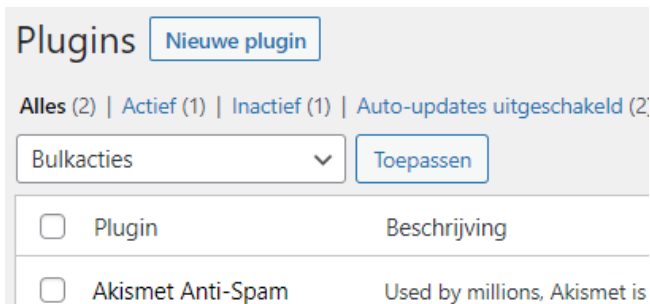 Plugins Nieuwe plugin
Alles (2) | Actief (1) | Inactief (1) | Auto-updates uitgeschakeld (2)
Bulkacties Toepassen
Plugin Beschrijving
Akismet Anti-Spam Used by millions, Akismet is